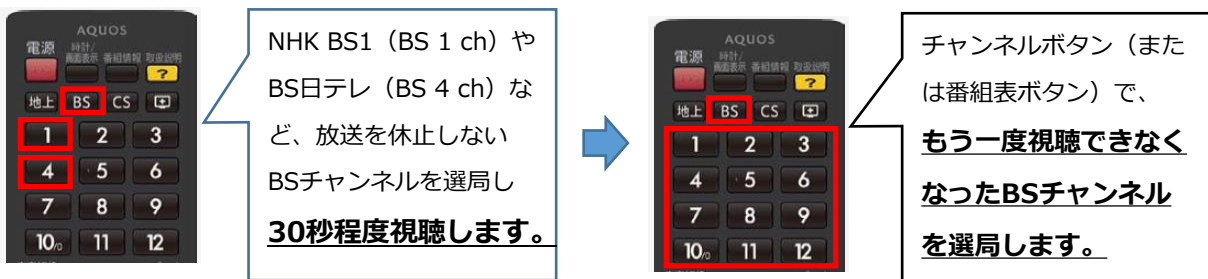 AQUOS
電源
時計/
画面表示 番組情報 取扱説明
?
地上 BS CS
1 2 3
4 5 6
7 8 9
10/0 11 12
NHK BS1（BS 1 ch）や
BS日テレ（BS 4 ch）な
ど、放送を休止しない
BSチャンネルを選局し
30秒程度視聴します。
AQUOS
電源
時計/
画面表示 番組情報 取扱説明
?
地上 BS CS
1 2 3
4 5 6
7 8 9
10/0 11 12
チャンネルボタン（また
は番組表ボタン）で、
もう一度視聴できなく
なったBSチャンネル
を選局します。